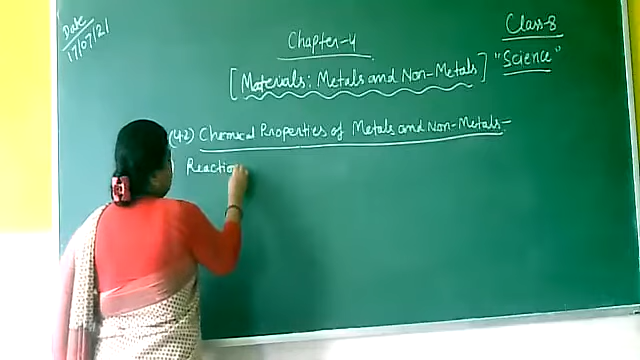 Date
17/07/21
Class-8
Chapter-4
"Science"
[Materials: Metals and Non-Metals]
(4.2) Chemical Properties of Metals and Non-Metals:-
Reactio